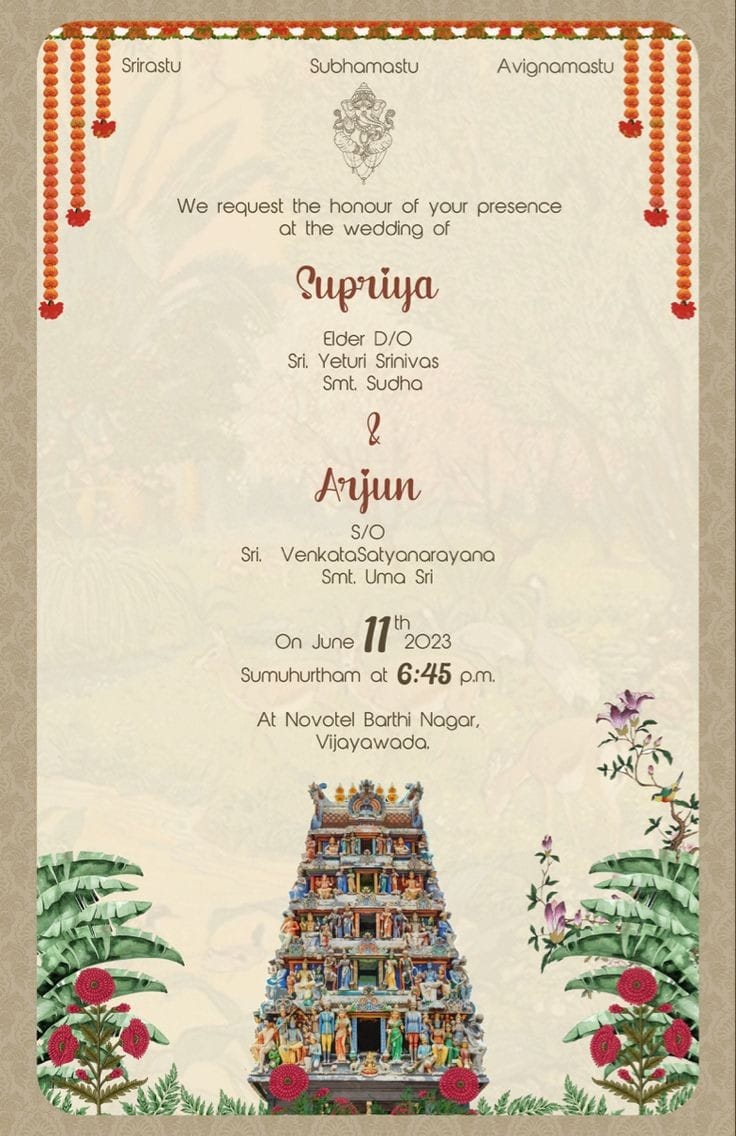 Srirastu Subhamastu Avignamastu
We request the honour of your presence
at the wedding of
Supriya
Elder D/O
Sri. Yeturi Srinivas
Smt. Sudha
&
Arjun
S/O
Sri. VenkataSatyanarayana
Smt. Uma Sri
On June 11th 2023
Sumuhurtham at 6:45 p.m.
At Novotel Barthi Nagar,
Vijayawada.